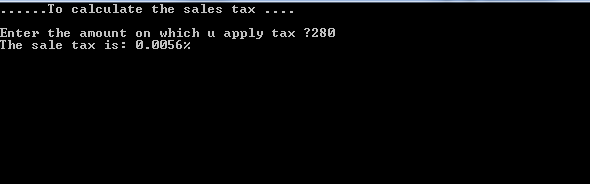 ......To calculate the sales tax ....
Enter the amount on which u apply tax ?280
The sale tax is: 0.0056%